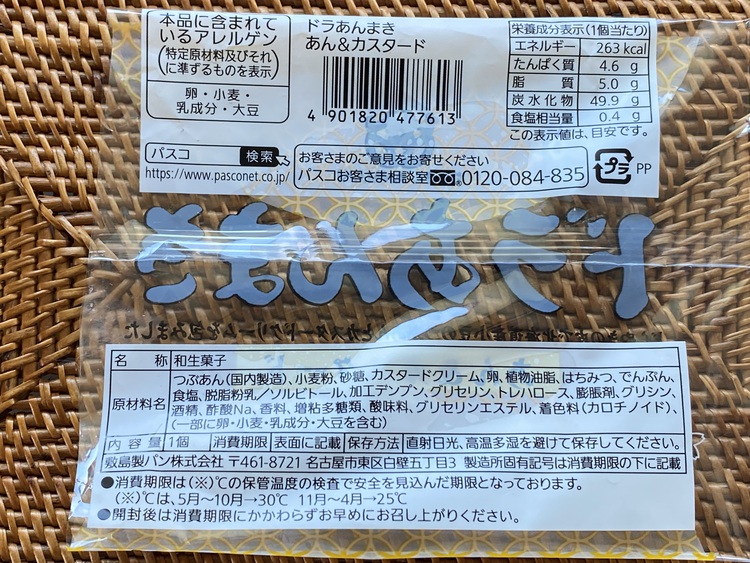 本品に含まれて
いるアレルゲン
(特定原材料及びそれ
に準ずるものを表示)
卵・小麦・
乳成分・大豆
ドラあんまき
あん&カスタード
4 901820 477613
栄養成分表示(1個当たり)
エネルギー 263 kcal
たんぱく質 4.6 g
脂質 5.0 g
炭水化物 49.9 g
食塩相当量 0.4 g
この表示値は、目安です。
パスコ 検索
https://www.pasconet.co.jp/
お客さまのご意見をお寄せください
パスコお客さま相談室 0120-084-835
プラ PP
ドラあんまき
名 称 和生菓子
原材料名 つぶあん(国内製造)、小麦粉、砂糖、カスタードクリーム、卵、植物油脂、はちみつ、でんぷん、
食塩、脱脂粉乳/ソルビトール、加工デンプン、グリセリン、トレハロース、膨脹剤、グリシン、
酒精、酢酸Na、香料、増粘多糖類、酸味料、グリセリンエステル、着色料(カロチノイド)、
(一部に卵・小麦・乳成分・大豆を含む)
内容量 1個 消費期限 表面に記載 保存方法 直射日光、高温多湿を避けて保存してください。
敷島製パン株式会社 〒461-8721 名古屋市東区白壁五丁目3 製造所固有記号は消費期限の下に記載
●消費期限は(※)℃の保管温度の検査で安全を見込んだ期限となっております。
(※)℃は、5月〜10月→30℃ 11月〜4月→25℃
●開封後は消費期限にかかわらずお早めにお召し上がりください。